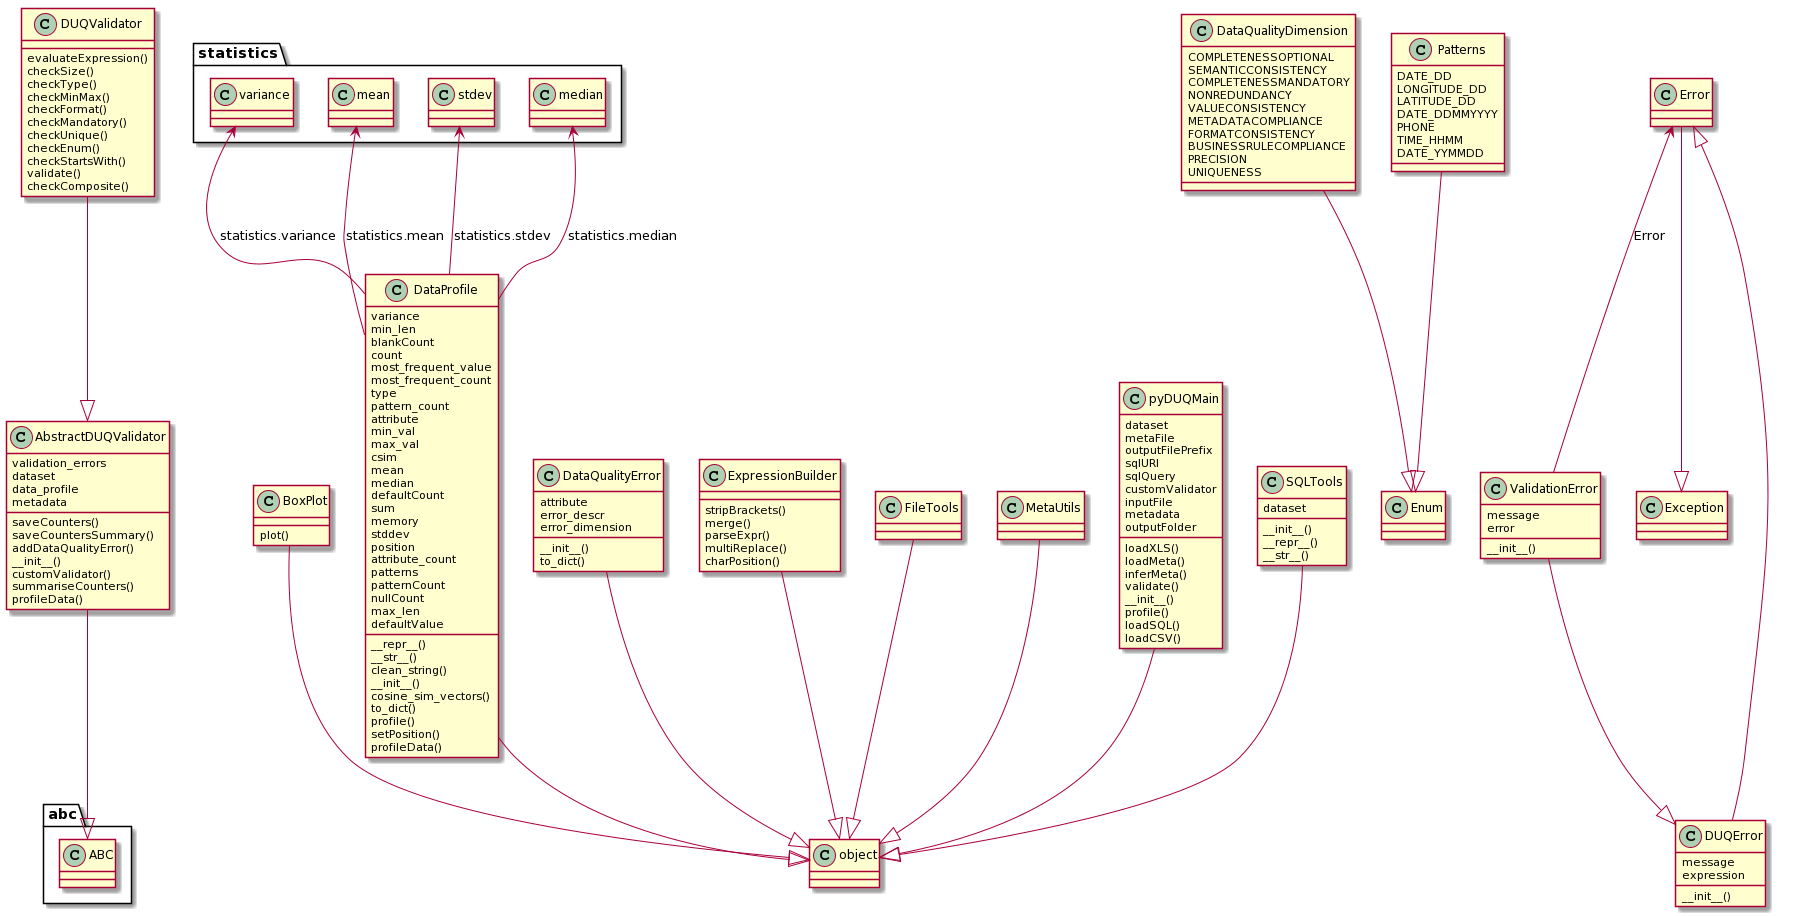 C DUQValidator
evaluateExpression()
checkSize()
checkType()
checkMinMax()
checkFormat()
checkMandatory()
checkUnique()
checkEnum()
checkStartsWith()
validate()
checkComposite()
statistics
C variance
C mean
C stdev
C median
C DataQualityDimension
COMPLETENESSOPTIONAL
SEMANTICCONSISTENCY
COMPLETENESSMANDATORY
NONREDUNDANCY
VALUECONSISTENCY
METADATACOMPLIANCE
FORMATCONSISTENCY
BUSINESSRULECOMPLIANCE
PRECISION
UNIQUENESS
C Patterns
DATE_DD
LONGITUDE_DD
LATITUDE_DD
DATE_DDMMYYYY
PHONE
TIME_HHMM
DATE_YYMMDD
C Error
statistics.variance
statistics.mean
statistics.stdev
statistics.median
Error
C DataProfile
variance
min_len
blankCount
count
most_frequent_value
most_frequent_count
type
pattern_count
attribute
min_val
max_val
csim
mean
median
defaultCount
sum
memory
stddev
position
attribute_count
patterns
patternCount
nullCount
max_len
defaultValue
__repr__()
__str__()
clean_string()
__init__()
cosine_sim_vectors()
to_dict()
profile()
setPosition()
profileData()
C AbstractDUQValidator
validation_errors
dataset
data_profile
metadata
saveCounters()
saveCountersSummary()
addDataQualityError()
__init__()
customValidator()
summariseCounters()
profileData()
C BoxPlot
plot()
C DataQualityError
attribute
error_descr
error_dimension
__init__()
to_dict()
C ExpressionBuilder
stripBrackets()
merge()
parseExpr()
multiReplace()
charPosition()
C FileTools
C MetaUtils
C pyDUQMain
dataset
metaFile
outputFilePrefix
sqlURI
sqlQuery
customValidator
inputFile
metadata
outputFolder
loadXLS()
loadMeta()
inferMeta()
validate()
__init__()
profile()
loadSQL()
loadCSV()
C SQLTools
dataset
__init__()
__repr__()
__str__()
C Enum
C ValidationError
message
error
__init__()
C Exception
abc
C ABC
C object
C DUQError
message
expression
__init__()